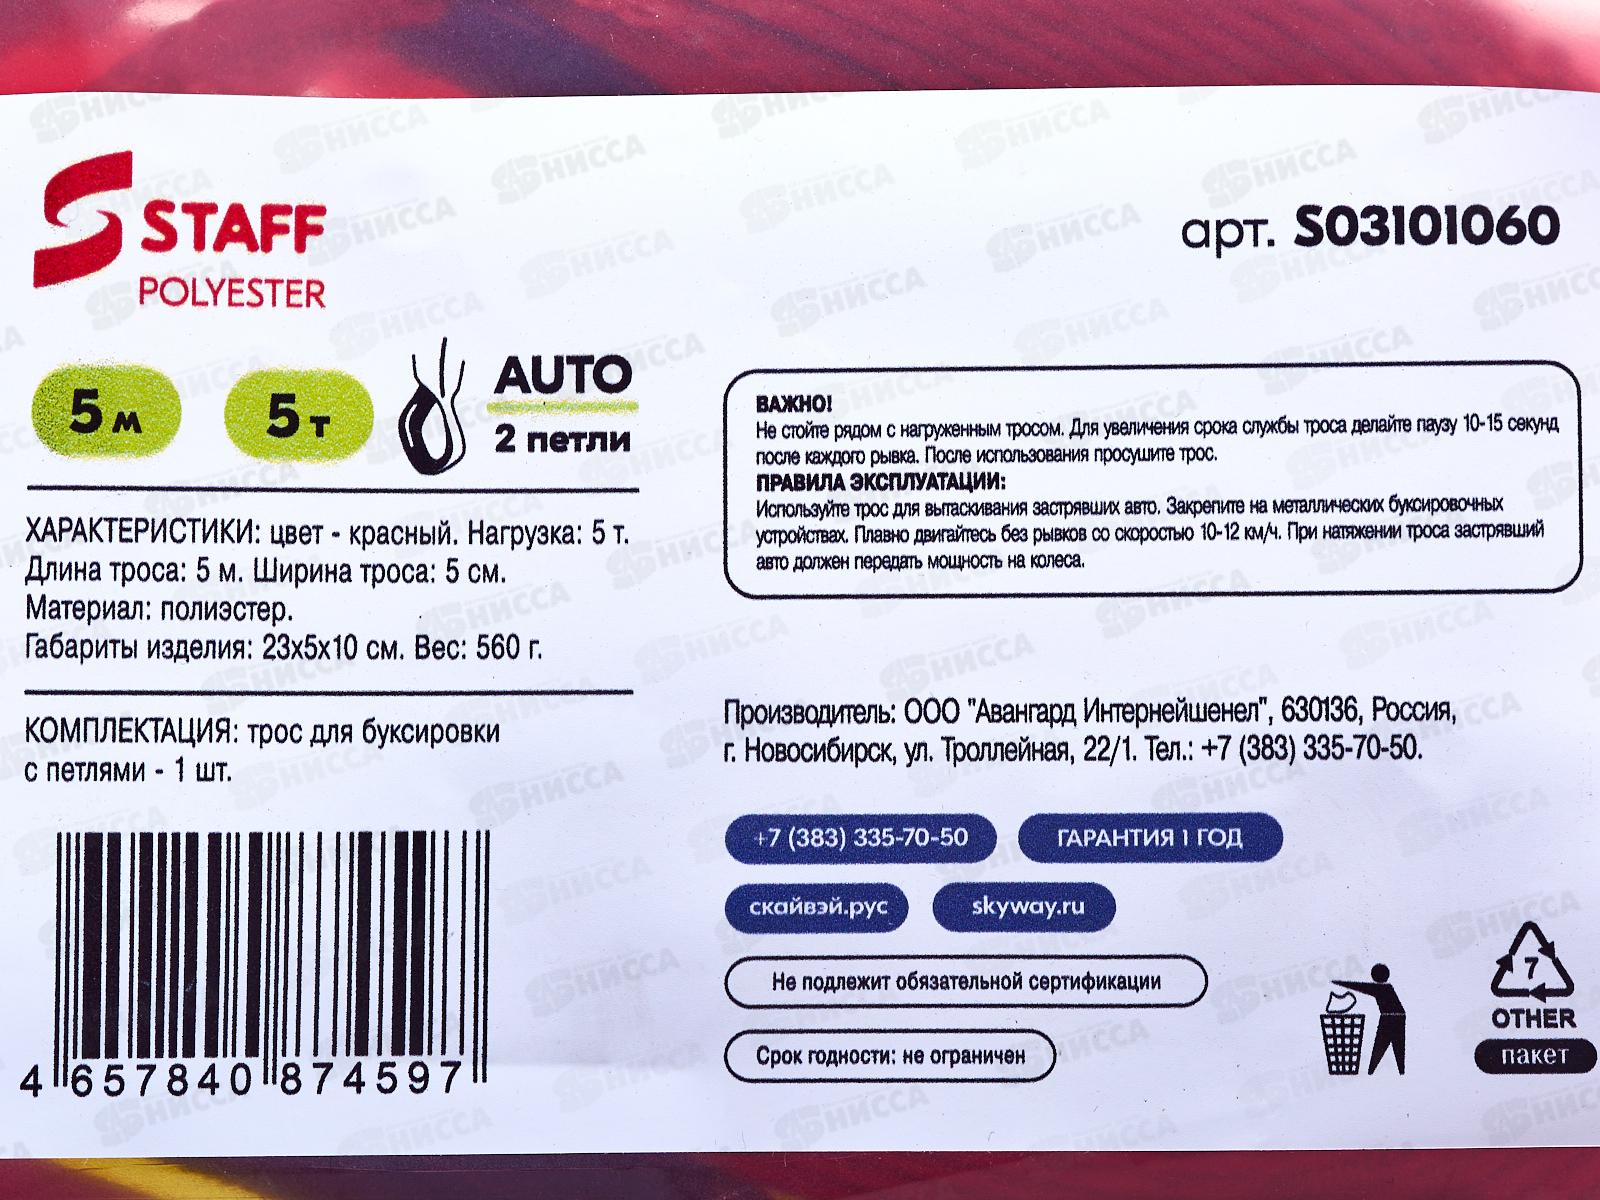 STAFF
POLYESTER
арт. S03101060
5 м
5 т
AUTO
2 петли
ХАРАКТЕРИСТИКИ: цвет - красный. Нагрузка: 5 т.
Длина троса: 5 м. Ширина троса: 5 см.
Материал: полиэстер.
Габариты изделия: 23х5х10 см. Вес: 560 г.
КОМПЛЕКТАЦИЯ: трос для буксировки
с петлями - 1 шт.
4 657840 874597
ВАЖНО!
Не стойте рядом с нагруженным тросом. Для увеличения срока службы троса делайте паузу 10-15 секунд
после каждого рывка. После использования просушите трос.
ПРАВИЛА ЭКСПЛУАТАЦИИ:
Используйте трос для вытаскивания застрявших авто. Закрепите на металлических буксировочных
устройствах. Плавно двигайтесь без рывков со скоростью 10-12 км/ч. При натяжении троса застрявший
авто должен передать мощность на колеса.
Производитель: ООО "Авангард Интернейшенел", 630136, Россия,
г. Новосибирск, ул. Троллейная, 22/1. Тел.: +7 (383) 335-70-50.
+7 (383) 335-70-50
ГАРАНТИЯ 1 ГОД
скайвэй.рус
skyway.ru
Не подлежит обязательной сертификации
Срок годности: не ограничен
7
OTHER
пакет
НИССА